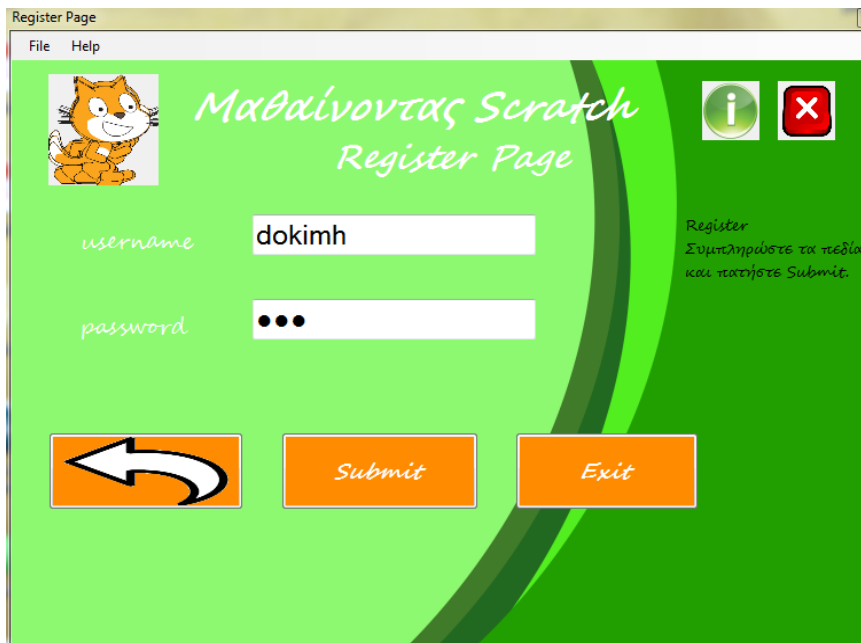 Register Page
File Help
Μαθαίνοντας Scratch
Register Page
i
username
dokimh
Register
Συμπληρώστε τα πεδία
και πατήστε Submit.
password
Submit
Exit